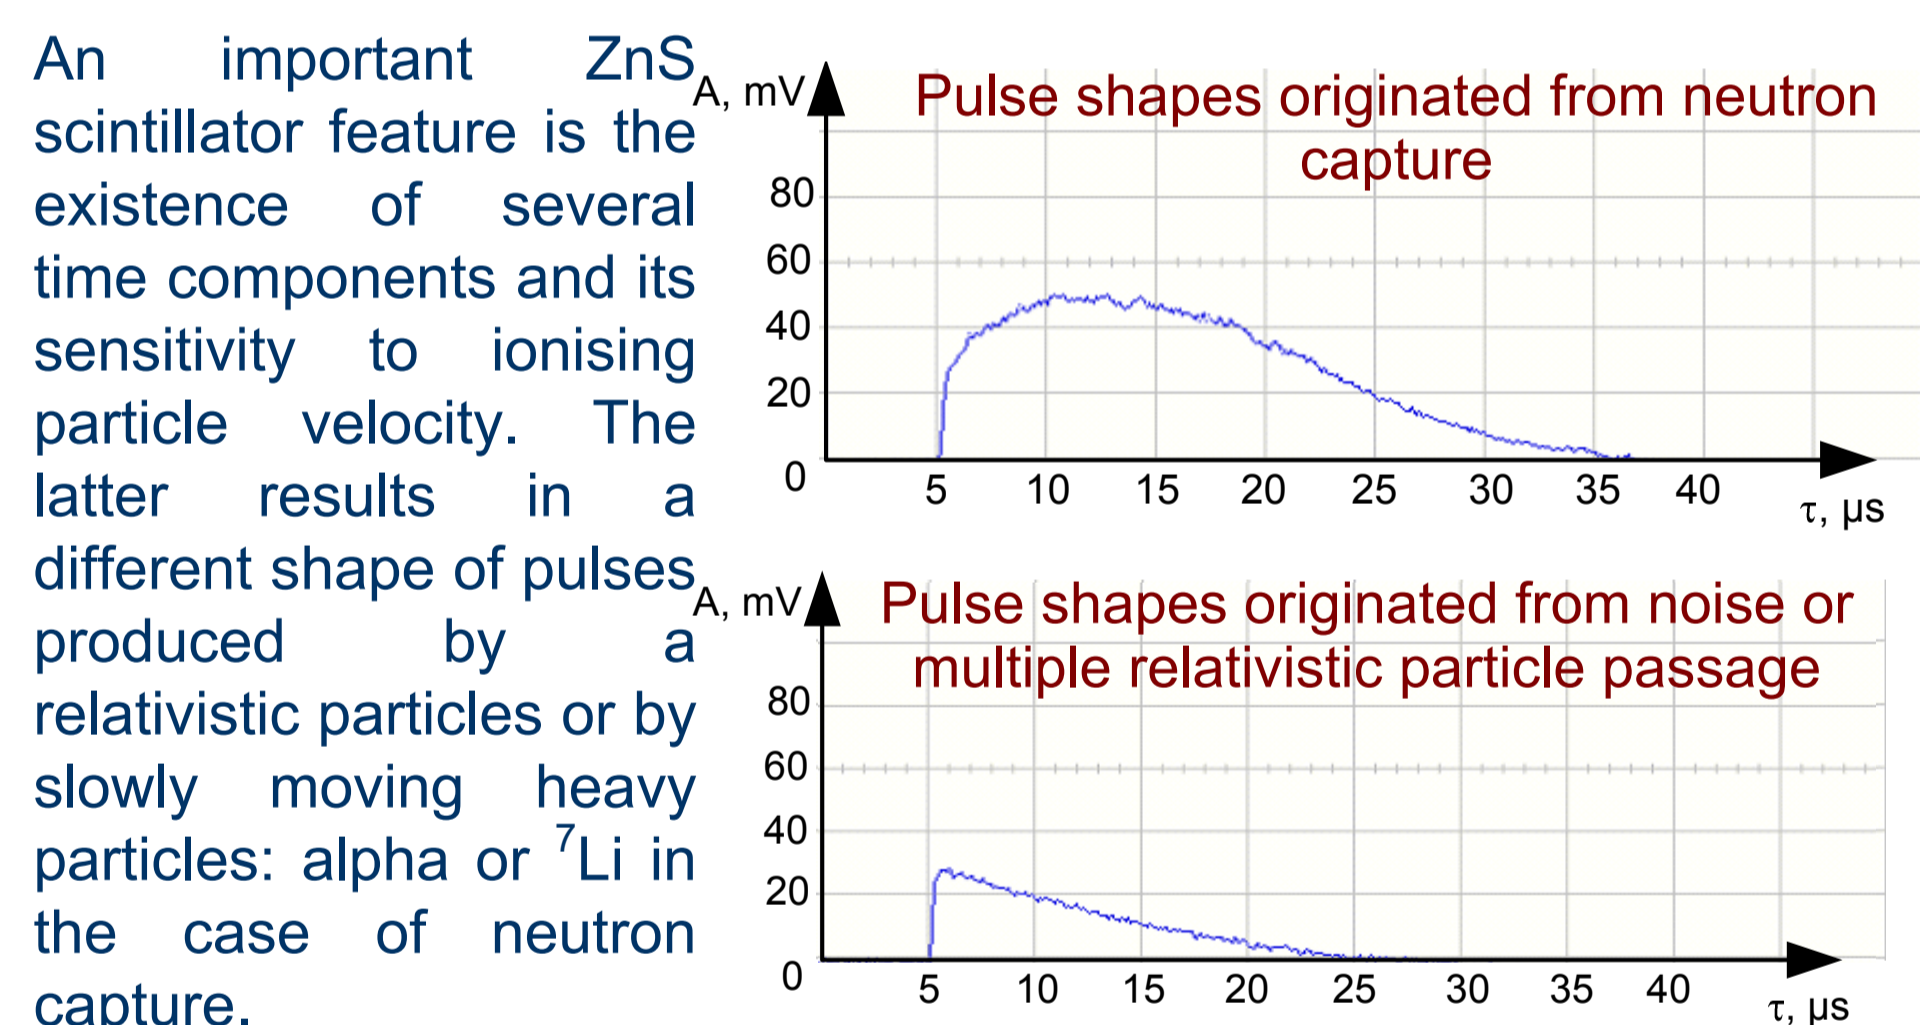 An important ZnS
scintillator feature is the
existence of several
time components and its
sensitivity to ionising
particle velocity. The
latter results in a
different shape of pulses
produced by a
relativistic particles or by
slowly moving heavy
particles: alpha or ⁷Li in
the case of neutron
capture.
A, mV
Pulse shapes originated from neutron
capture
80
60
40
20
0
5 10 15 20 25 30 35 40
τ, μs
A, mV
Pulse shapes originated from noise or
multiple relativistic particle passage
80
60
40
20
0
5 10 15 20 25 30 35 40
τ, μs